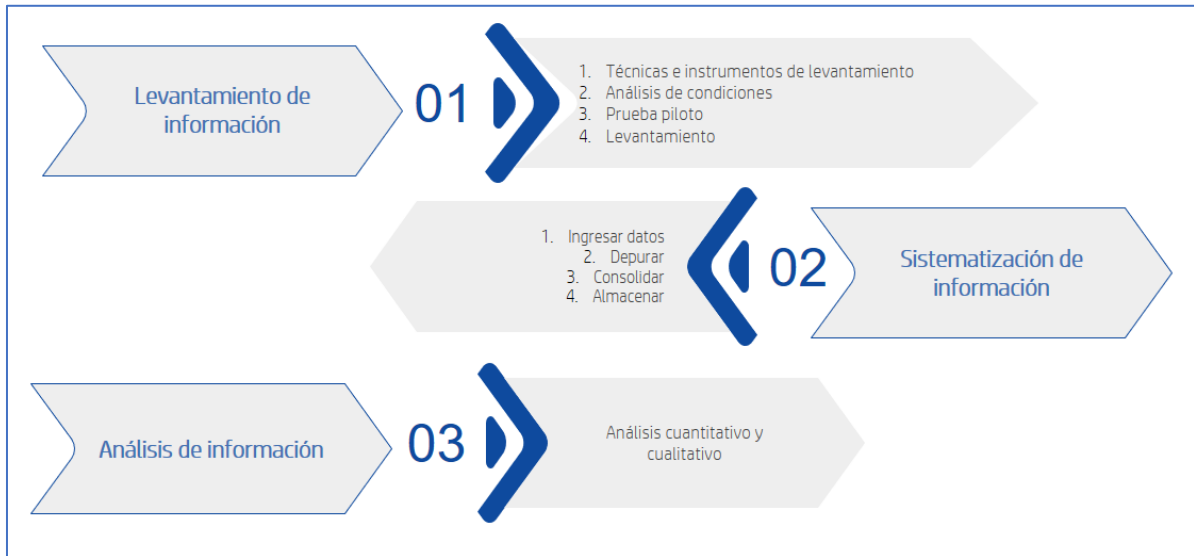 Levantamiento de
información
01
1. Técnicas e instrumentos de levantamiento
2. Análisis de condiciones
3. Prueba piloto
4. Levantamiento
1. Ingresar datos
2. Depurar
3. Consolidar
4. Almacenar
02
Sistematización de
información
Análisis de información
03
Análisis cuantitativo y
cualitativo